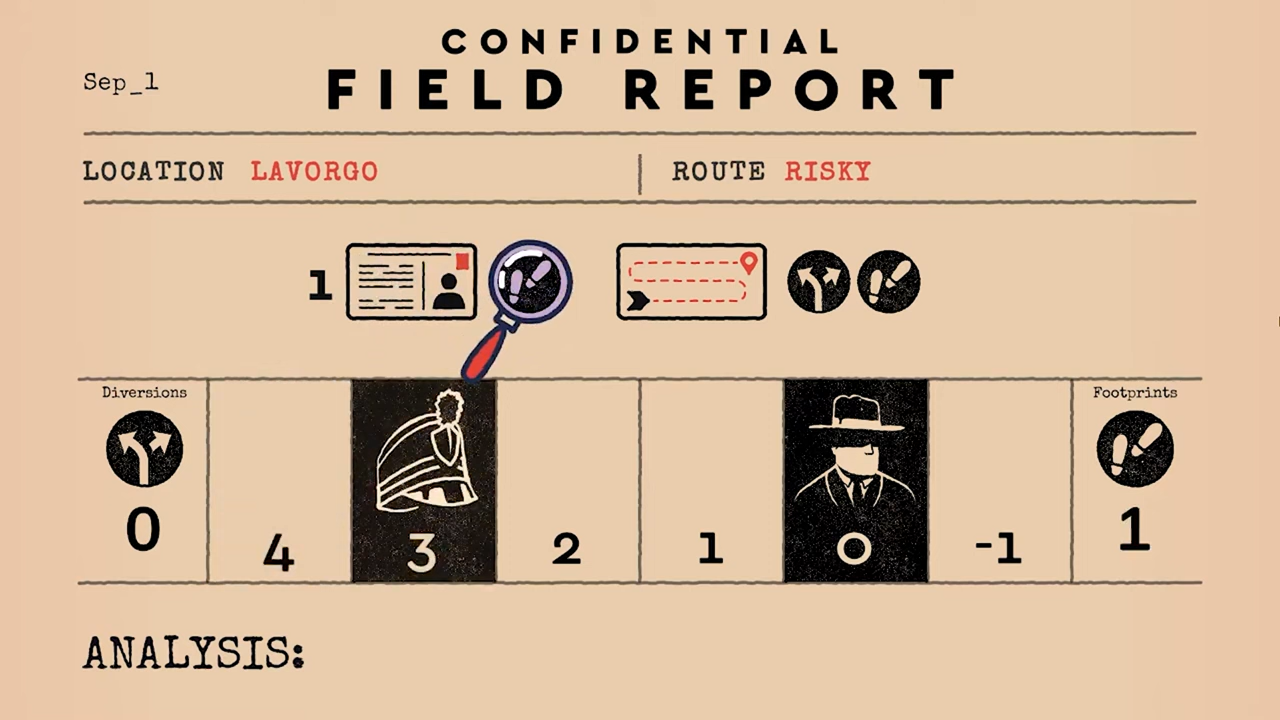 CONFIDENTIAL
Sep_1
FIELD REPORT
LOCATION LAVORGO
ROUTE RISKY
1
Diversions
Footprints
0
4
3
2
1
0
-1
1
ANALYSIS: